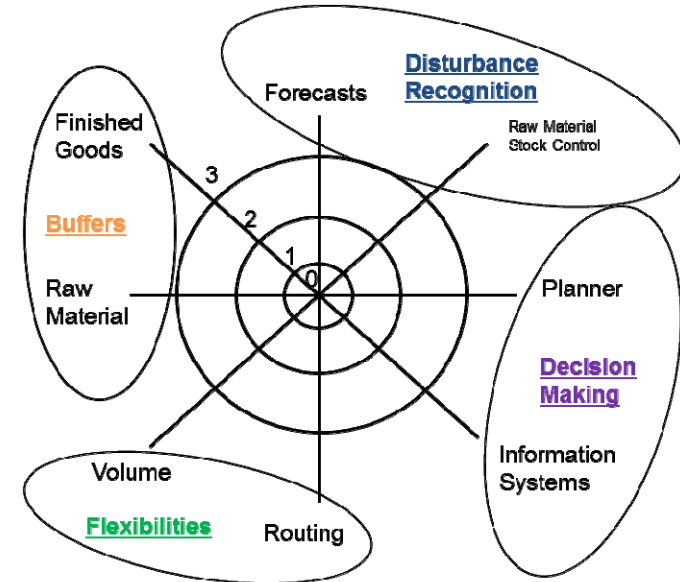 Disturbance
Recognition
Forecasts
Raw Material
Stock Control
Finished
Goods
3
2
1
0
Buffers
Raw
Material
Planner
Decision
Making
Information
Systems
Volume
Flexibilities
Routing